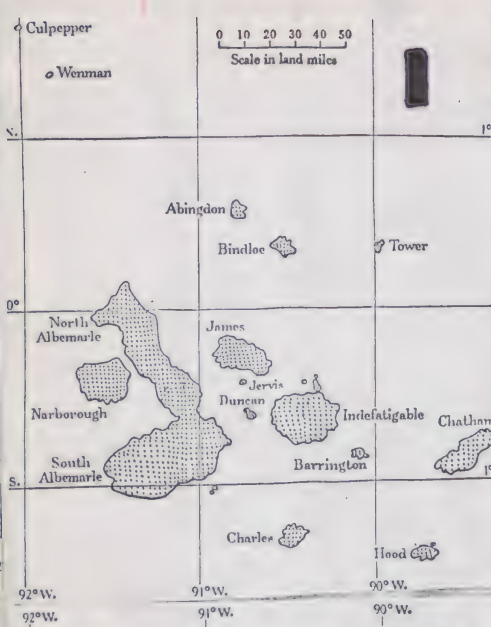 Culpepper
Wenman
0 10 20 30 40 50
Scale in land miles
N.
1°
Abingdon
Bindloe
Tower
0°
North
Albemarle
James
Jervis
Duncan
Narborough
Indefatigable
Chatham
South
Albemarle
Barrington
S.
1°
Charles
Hood
92°W.
91°W.
90°W.
92°W.
91°W.
90°W.